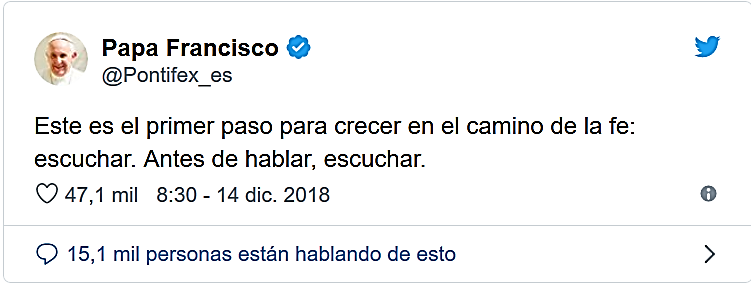 Papa Francisco
@Pontifex_es
Este es el primer paso para crecer en el camino de la fe:
escuchar. Antes de hablar, escuchar.
47,1 mil 8:30 - 14 dic. 2018
15,1 mil personas están hablando de esto